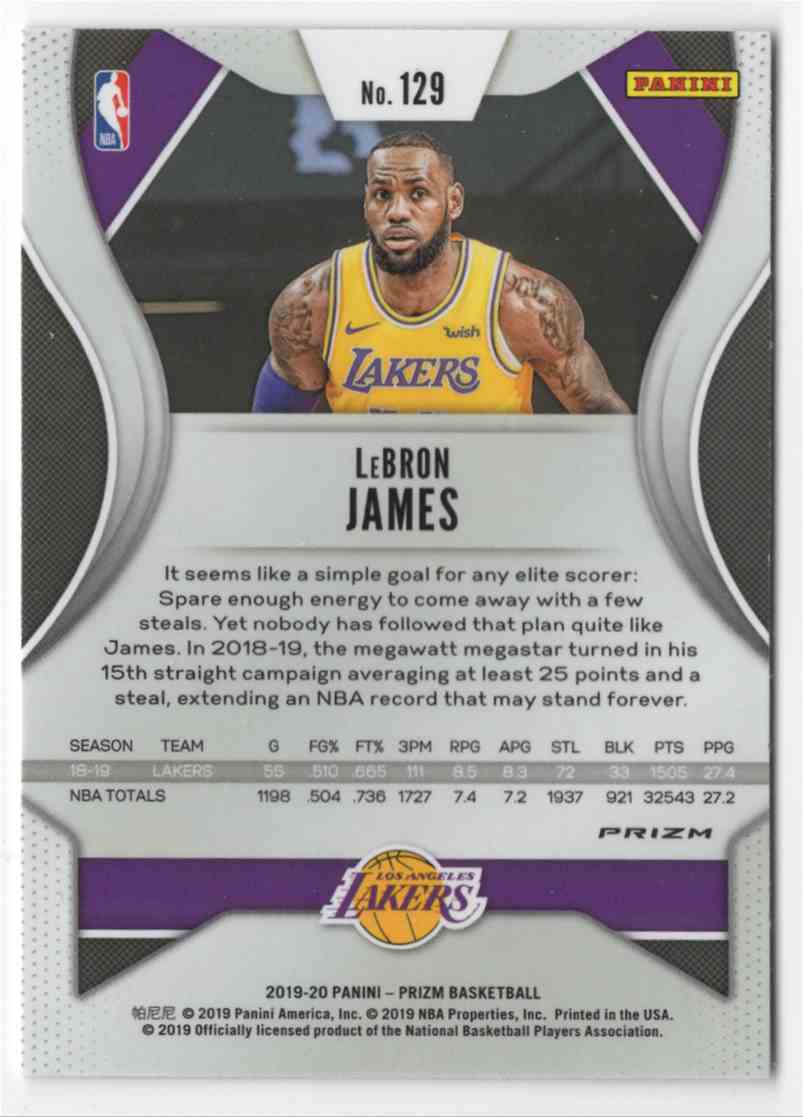 No. 129
PANINI
NBA
wish
LAKERS
LeBRON
JAMES
It seems like a simple goal for any elite scorer:
Spare enough energy to come away with a few
steals. Yet nobody has followed that plan quite like
James. In 2018-19, the megawatt megastar turned in his
15th straight campaign averaging at least 25 points and a
steal, extending an NBA record that may stand forever.
SEASON TEAM G FG% FT% 3PM RPG APG STL BLK PTS PPG
18-19 LAKERS 55 .510 .665 111 8.5 8.3 72 33 1505 27.4
NBA TOTALS 1198 .504 .736 1727 7.4 7.2 1937 921 32543 27.2
PRIZM
LOS ANGELES
LAKERS
2019-20 PANINI – PRIZM BASKETBALL
帕尼尼 © 2019 Panini America, Inc. © 2019 NBA Properties, Inc. Printed in the USA.
© 2019 Officially licensed product of the National Basketball Players Association.